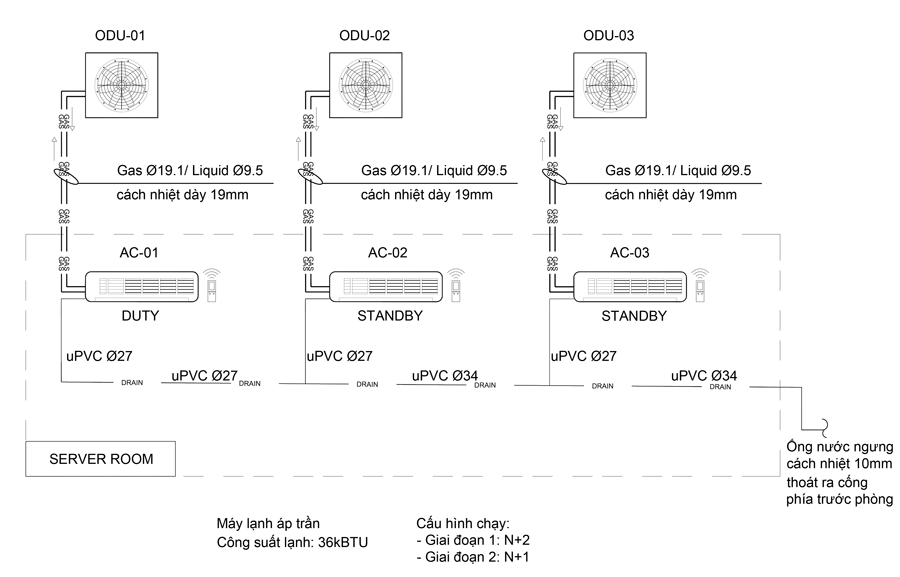 ODU-01
ODU-02
ODU-03
GAS GAS
GAS GAS
GAS GAS
GAS GAS
GAS GAS
GAS GAS
Gas Ø19.1/ Liquid Ø9.5
Gas Ø19.1/ Liquid Ø9.5
Gas Ø19.1/ Liquid Ø9.5
cách nhiệt dày 19mm
cách nhiệt dày 19mm
cách nhiệt dày 19mm
GAS GAS
GAS GAS
GAS GAS
AC-01
AC-02
AC-03
GAS GAS
GAS GAS
GAS GAS
DUTY
STANDBY
STANDBY
uPVC Ø27
uPVC Ø27
uPVC Ø27
DRAIN
uPVC Ø27
DRAIN
DRAIN
uPVC Ø34
DRAIN
DRAIN
uPVC Ø34
DRAIN
SERVER ROOM
Ống nước ngưng
cách nhiệt 10mm
thoát ra cống
phía trước phòng
Máy lạnh áp trần
Công suất lạnh: 36kBTU
Cấu hình chạy:
- Giai đoạn 1: N+2
- Giai đoạn 2: N+1